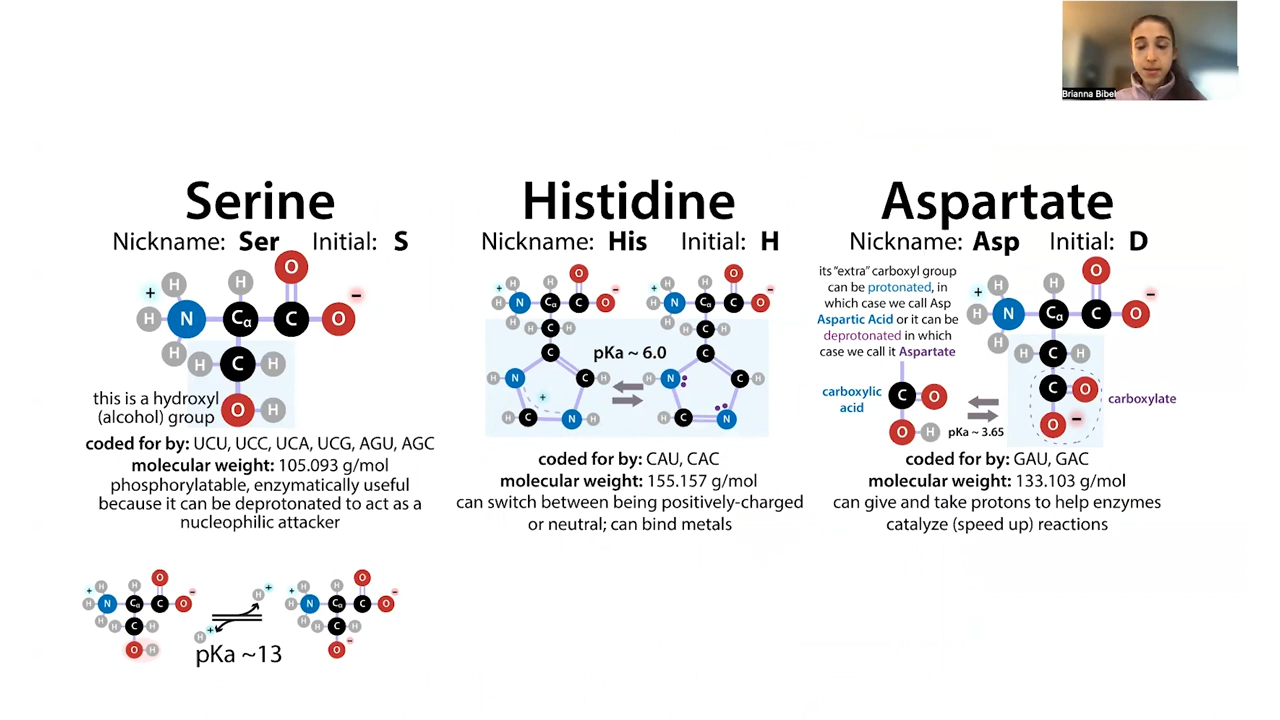 Brianna Bibel
Serine
Nickname: Ser Initial: S
this is a hydroxyl
(alcohol) group
coded for by: UCU, UCC, UCA, UCG, AGU, AGC
molecular weight: 105.093 g/mol
phosphorylatable, enzymatically useful
because it can be deprotonated to act as a
nucleophilic attacker
pKa ~13
Histidine
Nickname: His Initial: H
pKa ~ 6.0
coded for by: CAU, CAC
molecular weight: 155.157 g/mol
can switch between being positively-charged
or neutral; can bind metals
Aspartate
Nickname: Asp Initial: D
its "extra" carboxyl group
can be protonated, in
which case we call Asp
Aspartic Acid or it can be
deprotonated in which
case we call it Aspartate
carboxylic
acid
pKa ~ 3.65
carboxylate
coded for by: GAU, GAC
molecular weight: 133.103 g/mol
can give and take protons to help enzymes
catalyze (speed up) reactions